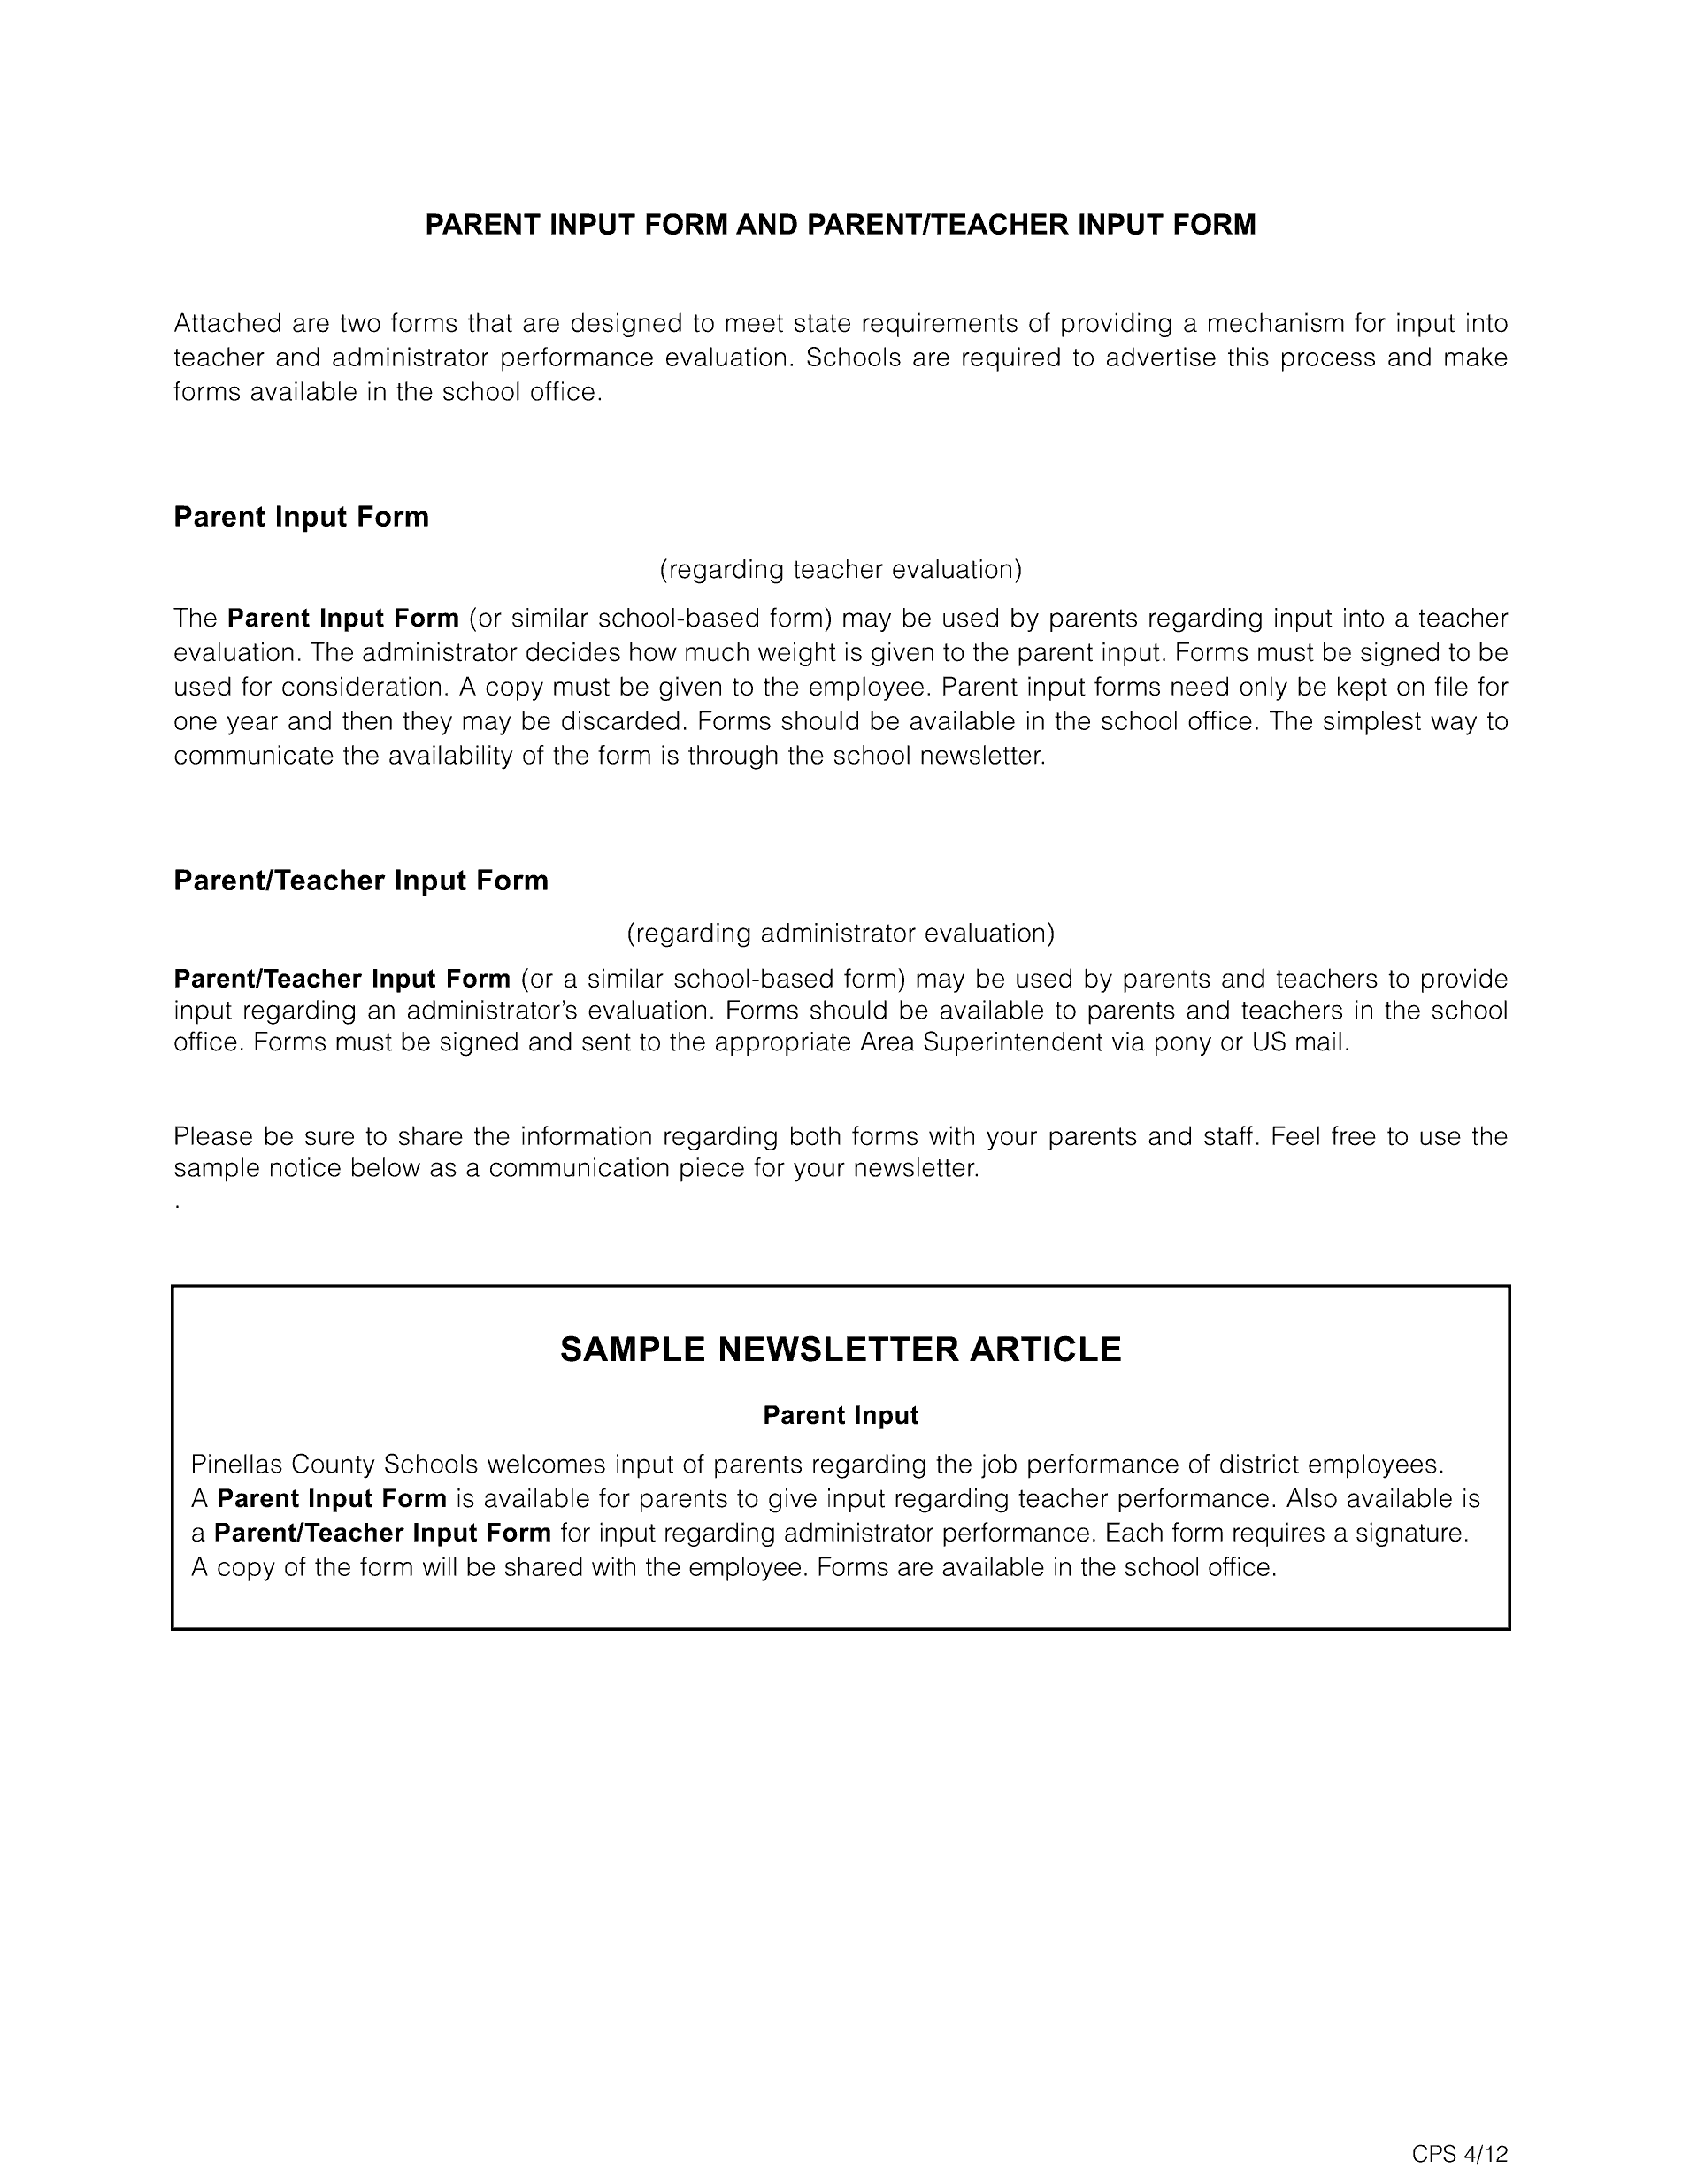 PARENT INPUT FORM AND PARENT/TEACHER INPUT FORM
Attached are two forms that are designed to meet state requirements of providing a mechanism for input into
teacher and administrator performance evaluation. Schools are required to advertise this process and make
forms available in the school office.
Parent Input Form
(regarding teacher evaluation)
The Parent Input Form (or similar school-based form) may be used by parents regarding input into a teacher
evaluation. The administrator decides how much weight is given to the parent input. Forms must be signed to be
used for consideration. A copy must be given to the employee. Parent input forms need only be kept on file for
one year and then they may be discarded. Forms should be available in the school office. The simplest way to
communicate the availability of the form is through the school newsletter.
Parent/Teacher Input Form
(regarding administrator evaluation)
Parent/Teacher Input Form (or a similar school-based form) may be used by parents and teachers to provide
input regarding an administrator's evaluation. Forms should be available to parents and teachers in the school
office. Forms must be signed and sent to the appropriate Area Superintendent via pony or US mail.
Please be sure to share the information regarding both forms with your parents and staff. Feel free to use the
sample notice below as a communication piece for your newsletter.
.
SAMPLE NEWSLETTER ARTICLE
Parent Input
Pinellas County Schools welcomes input of parents regarding the job performance of district employees.
A Parent Input Form is available for parents to give input regarding teacher performance. Also available is
a Parent/Teacher Input Form for input regarding administrator performance. Each form requires a signature.
A copy of the form will be shared with the employee. Forms are available in the school office.
CPS 4/12